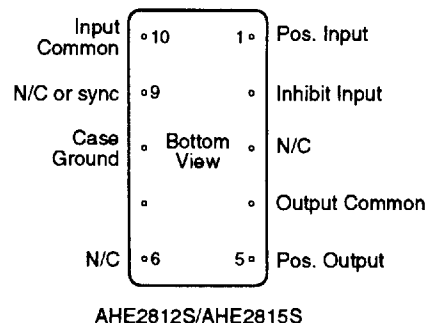 Input Common
10
1
Pos. Input
N/C or sync
9
Inhibit Input
Case Ground
Bottom View
N/C
Output Common
N/C
6
5
Pos. Output
AHE2812S/AHE2815S